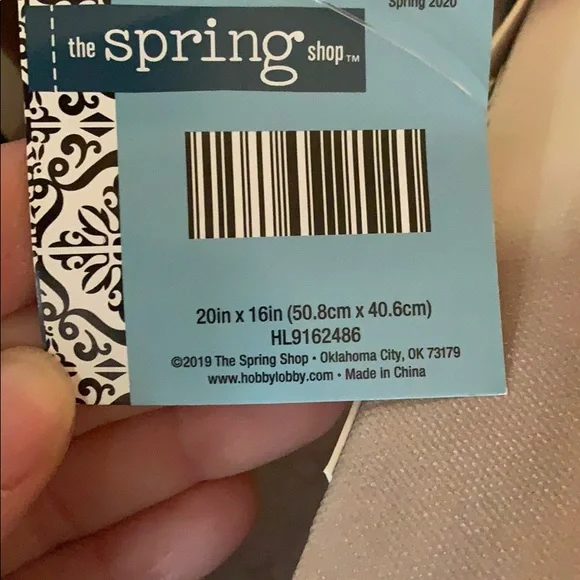 Spring 2020
the spring shop™
20in x 16in (50.8cm x 40.6cm)
HL9162486
©2019 The Spring Shop • Oklahoma City, OK 73179
www.hobbylobby.com • Made in China